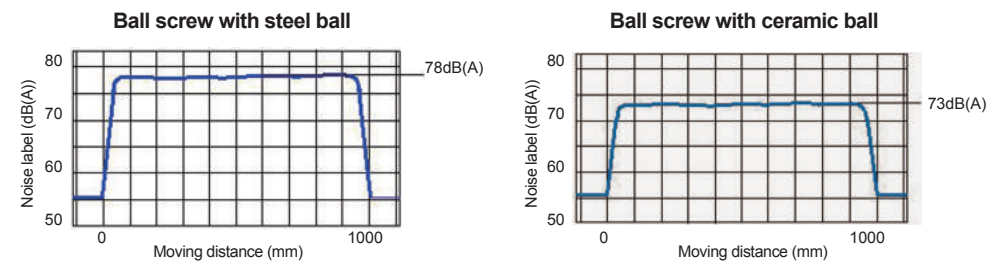 Ball screw with steel ball
80
70
60
50
Noise label (dB(A))
78dB(A)
0
1000
Moving distance (mm)
Ball screw with ceramic ball
80
70
60
50
Noise label (dB(A))
73dB(A)
0
1000
Moving distance (mm)